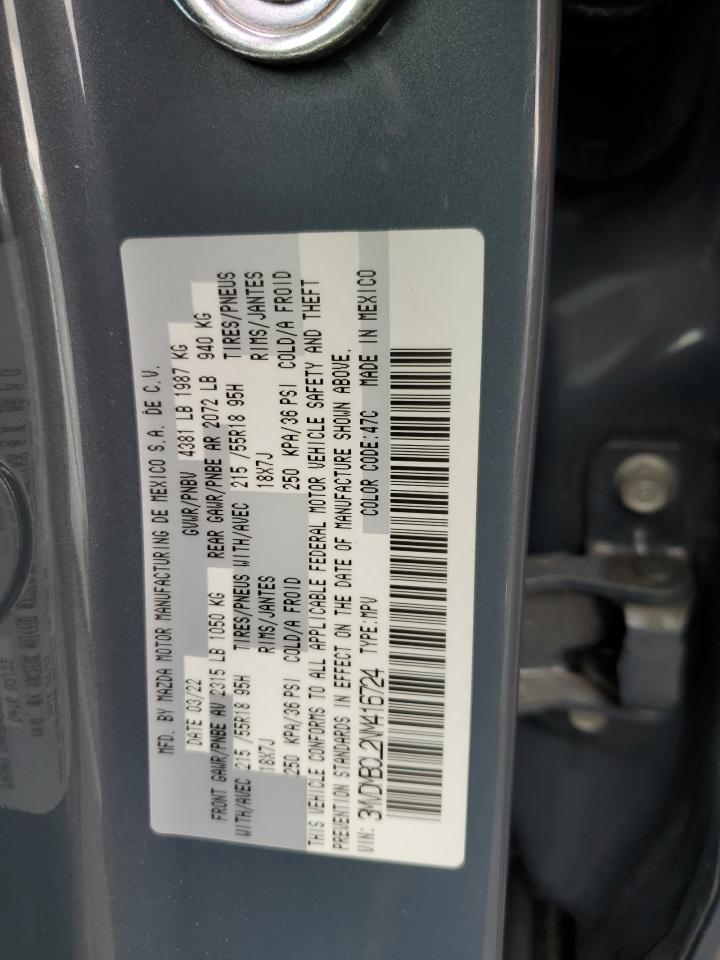 MFD. BY MAZDA MOTOR MANUFACTURING DE MEXICO S.A. DE C.V.
DATE 03/22 GVWR/PNBV 4381 LB 1987 KG
FRONT GAWR/PNBE AV 2315 LB 1050 KG REAR GAWR/PNBE AR 2072 LB 940 KG
WITH/AVEC 215 /55R18 95H TIRES/PNEUS WITH/AVEC 215 /55R18 95H TIRES/PNEUS
18X7J RIMS/JANTES 18X7J RIMS/JANTES
250 KPA/36 PSI COLD/A FROID 250 KPA/36 PSI COLD/A FROID
THIS VEHICLE CONFORMS TO ALL APPLICABLE FEDERAL MOTOR VEHICLE SAFETY AND THEFT
PREVENTION STANDARDS IN EFFECT ON THE DATE OF MANUFACTURE SHOWN ABOVE.
VIN: 3MVDMBCL2NM416724 TYPE:MPV COLOR CODE:47C MADE IN MEXICO